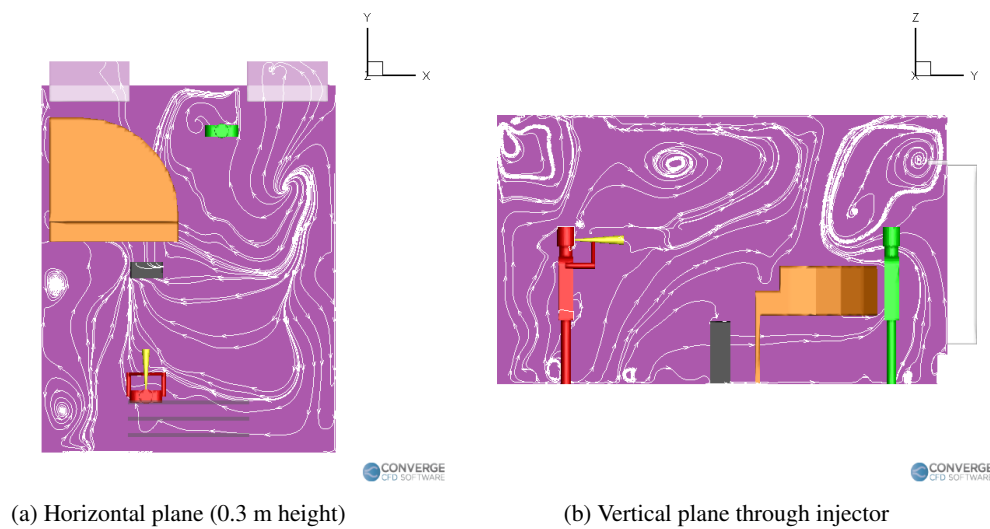 Y
Z
X
Z
X
Y
CONVERGE
CFD SOFTWARE
CONVERGE
CFD SOFTWARE
(a) Horizontal plane (0.3 m height)
(b) Vertical plane through injector